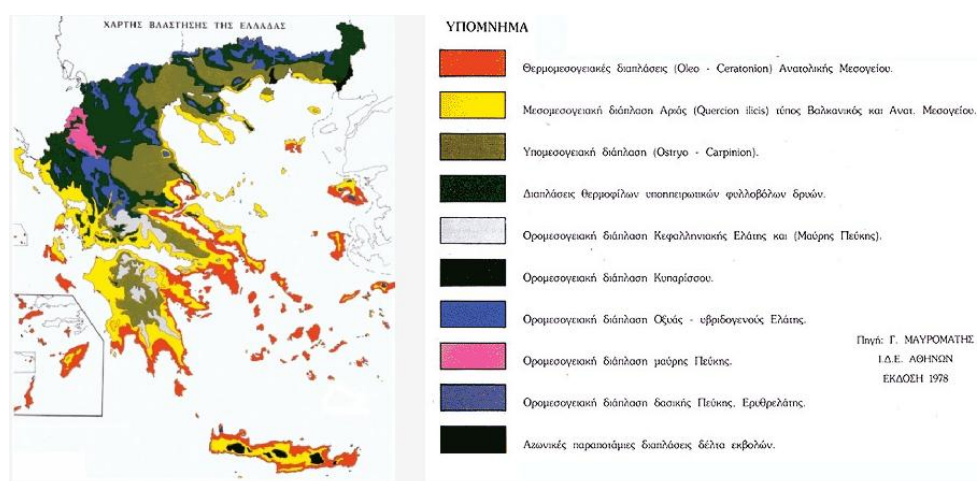 ΧΑΡΤΗΣ ΒΛΑΣΤΗΣΗΣ ΤΗΣ ΕΛΛΑΔΑΣ
ΥΠΟΜΝΗΜΑ
Θερμομεσογειακές διαπλάσεις (Oleo - Ceratonion) Ανατολικής Μεσογείου.
Μεσομεσογειακή διάπλαση Αριάς (Quercion ilicis) τύπος Βαλκανικός και Ανατ. Μεσογείου.
Υπομεσογειακή διάπλαση (Ostryo - Carpinion).
Διαπλάσεις θερμοφίλων υποηπειρωτικών φυλλοβόλων δρυών.
Ορομεσογειακή διάπλαση Κεφαλληνιακής Ελάτης και (Μαύρης Πεύκης).
Ορομεσογειακή διάπλαση Κυπαρίσσου.
Ορομεσογειακή διάπλαση Οξυάς - υβριδογενούς Ελάτης.
Ορομεσογειακή διάπλαση μαύρης Πεύκης.
Ορομεσογειακή διάπλαση δασικής Πεύκης, Ερυθρελάτης.
Αζωνικές παραποτάμιες διαπλάσεις δέλτα εκβολών.
Πηγή: Γ. ΜΑΥΡΟΜΑΤΗΣ
Ι.Δ.Ε. ΑΘΗΝΩΝ
ΕΚΔΟΣΗ 1978